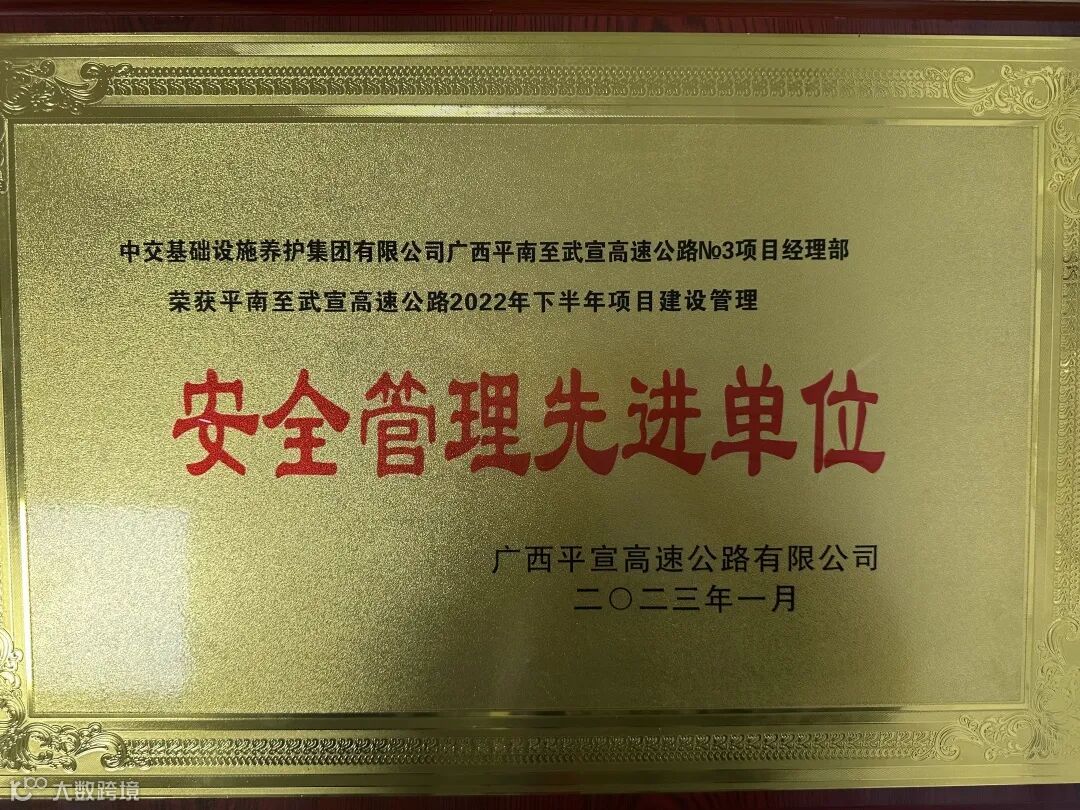 中交基础设施养护集团有限公司广西平南至武宣高速公路№3项目经理部
荣获平南至武宣高速公路2022年下半年项目建设管理
安全管理先进单位
广西平宣高速公路有限公司
二〇二三年一月
大数跨境